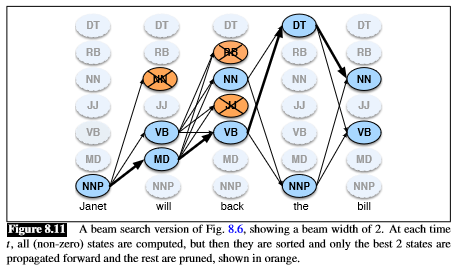 DT DT DT DT DT
RB RB RB RB RB
NN NN NN NN NN
JJ JJ JJ JJ JJ
VB VB VB VB VB
MD MD MD MD MD
NNP NNP NNP NNP NNP
Janet will back the bill
Figure 8.11 A beam search version of Fig. 8.6, showing a beam width of 2. At each time
t, all (non-zero) states are computed, but then they are sorted and only the best 2 states are
propagated forward and the rest are pruned, shown in orange.